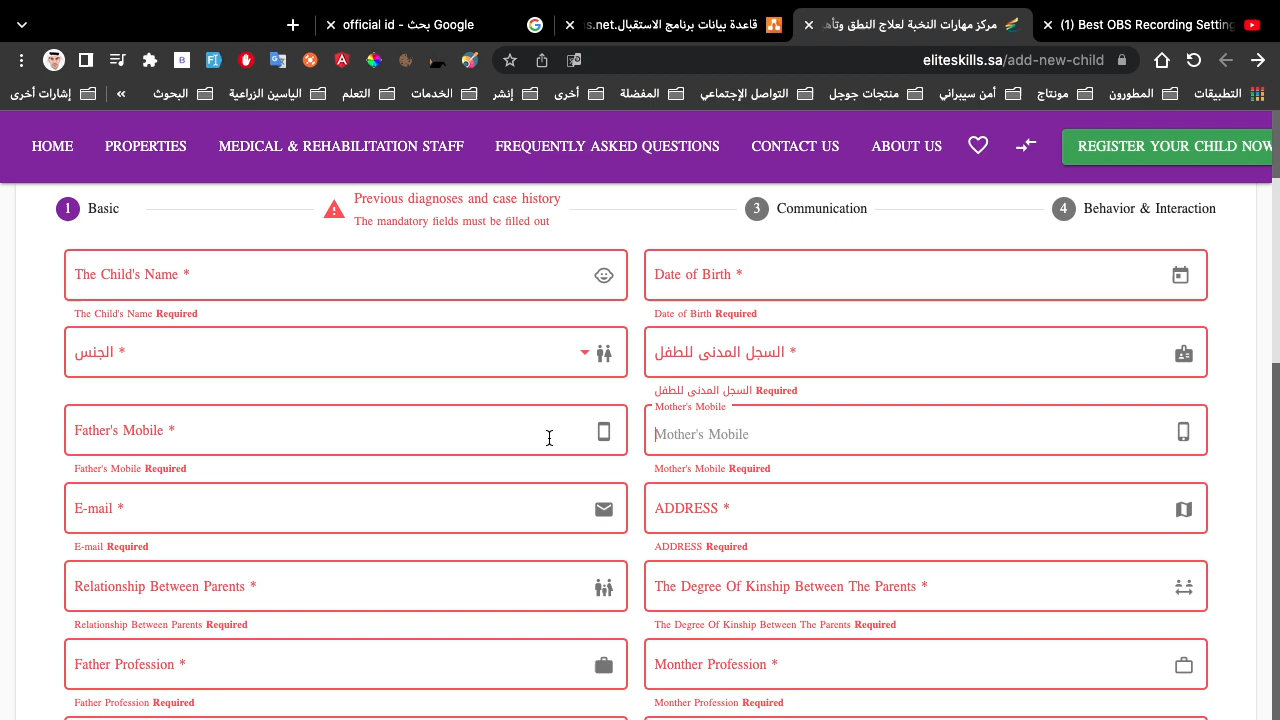 official id - بحث Google
قاعدة بيانات برنامج الاستقبال.net
مركز مهارات النخبة لعلاج النطق وتأه
(1) Best OBS Recording Setting
eliteskills.sa/add-new-child
إشارات أخرى
«
البحوث
الياسين الزراعية
التعلم
الخدمات
إنشر
أخرى
المفضلة
التواصل الإجتماعي
منتجات جوجل
أمن سيبراني
مونتاج
المطورون
التطبيقات
HOME PROPERTIES MEDICAL & REHABILITATION STAFF FREQUENTLY ASKED QUESTIONS CONTACT US ABOUT US REGISTER YOUR CHILD NOW
1 Basic
Previous diagnoses and case history
The mandatory fields must be filled out
3 Communication
4 Behavior & Interaction
The Child's Name *
Date of Birth *
The Child's Name Required
Date of Birth Required
الجنس *
السجل المدني للطفل *
السجل المدني للطفل Required
Father's Mobile *
Mother's Mobile
Mother's Mobile
Father's Mobile Required
Mother's Mobile Required
E-mail *
ADDRESS *
E-mail Required
ADDRESS Required
Relationship Between Parents *
The Degree Of Kinship Between The Parents *
Relationship Between Parents Required
The Degree Of Kinship Between The Parents Required
Father Profession *
Monther Profession *
Father Profession Required
Monther Profession Required